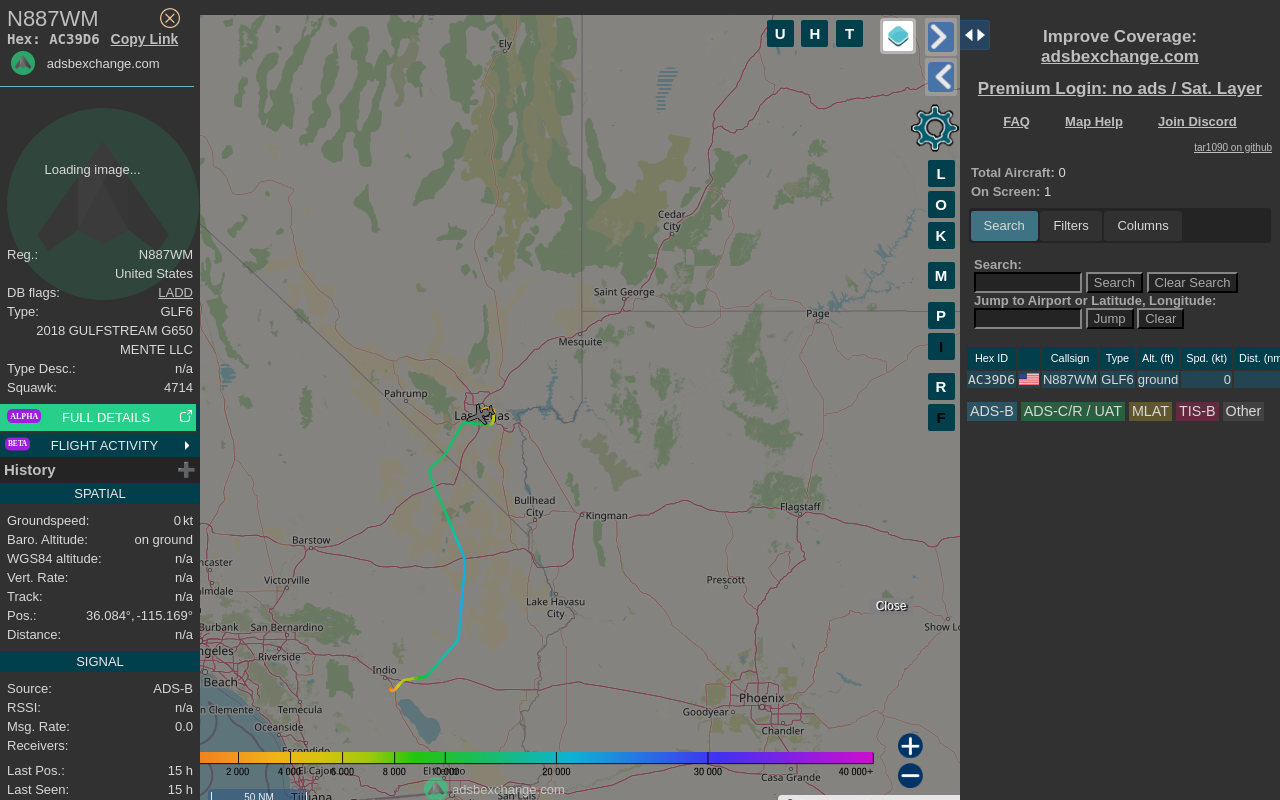 N887WM
Hex: AC39D6 Copy Link
adsbexchange.com
Loading image...
Reg.: N887WM
United States
DB flags: LADD
Type: GLF6
2018 GULFSTREAM G650
MENTE LLC
Type Desc.: n/a
Squawk: 4714
ALPHA FULL DETAILS
BETA FLIGHT ACTIVITY
History
SPATIAL
Groundspeed: 0 kt
Baro. Altitude: on ground
WGS84 altitude: n/a
Vert. Rate: n/a
Track: n/a
Pos.: 36.084°, -115.169°
Distance: n/a
SIGNAL
Source: ADS-B
RSSI: n/a
Msg. Rate: 0.0
Receivers:
Last Pos.: 15 h
Last Seen: 15 h
U H T
L
O
K
M
P
I
R
F
Ely
Cedar
City
Saint George
Page
Mesquite
Pahrump
Bullhead
City
Kingman
Flagstaff
Barstow
ncaster
Victorville
almdale
Prescott
Lake Havasu
City
Close
Burbank
San Bernardino
Show Lo
ngeles
Riverside
Indio
Beach
Phoenix
n Clemente
Temecula
Goodyear
Oceanside
Chandler
Escondido
2 000 4 000 6 000 8 000 20 000 30 000 40 000+
El Cajon
El Centro
Casa Grande
adsbexchange.com
50 NM
Tijuana
San Luis
Improve Coverage:
adsbexchange.com
Premium Login: no ads / Sat. Layer
FAQ Map Help Join Discord
tar1090 on github
Total Aircraft: 0
On Screen: 1
Search Filters Columns
Search:
Search Clear Search
Jump to Airport or Latitude, Longitude:
Jump Clear
Hex ID Callsign Type Alt. (ft) Spd. (kt) Dist. (nm
AC39D6 N887WM GLF6 ground 0
ADS-B ADS-C/R / UAT MLAT TIS-B Other